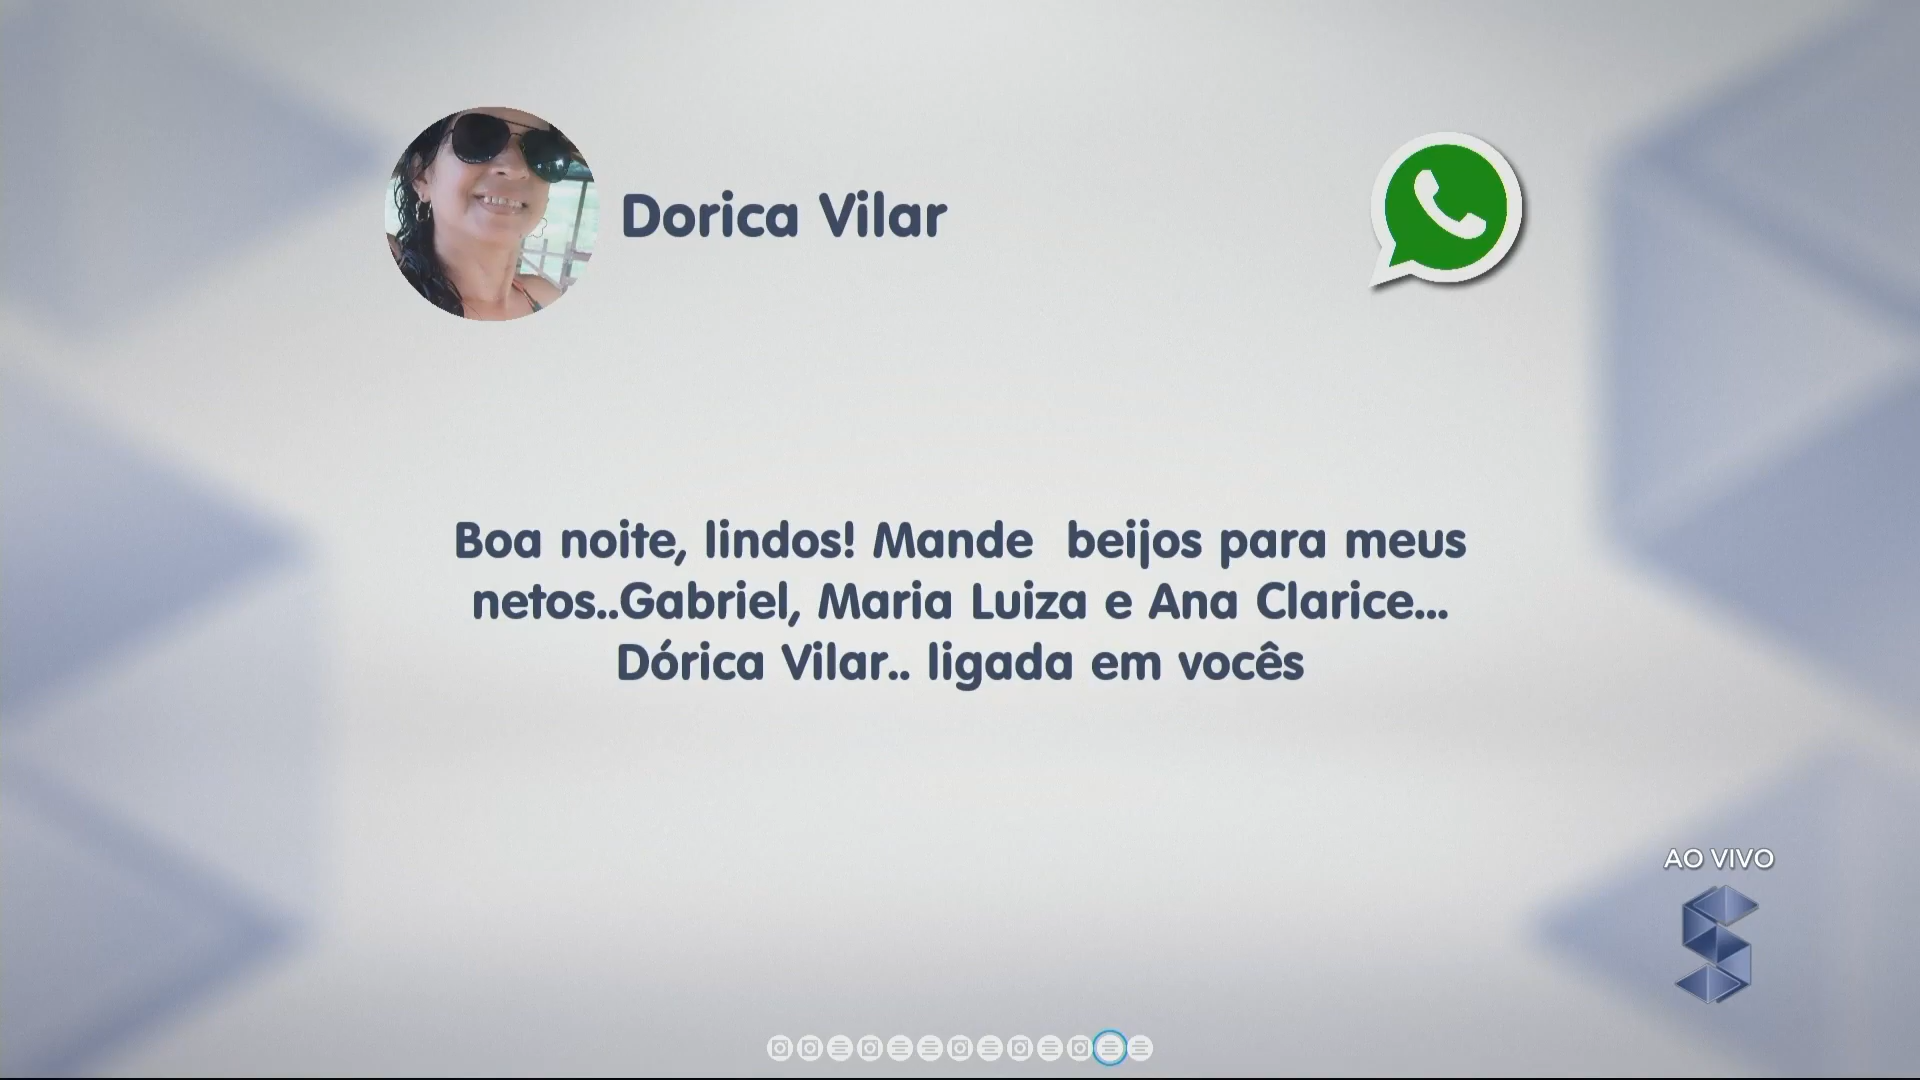 Dorica Vilar
Boa noite, lindos! Mande  beijos para meus
netos..Gabriel, Maria Luiza e Ana Clarice...
Dórica Vilar.. ligada em vocês
AO VIVO